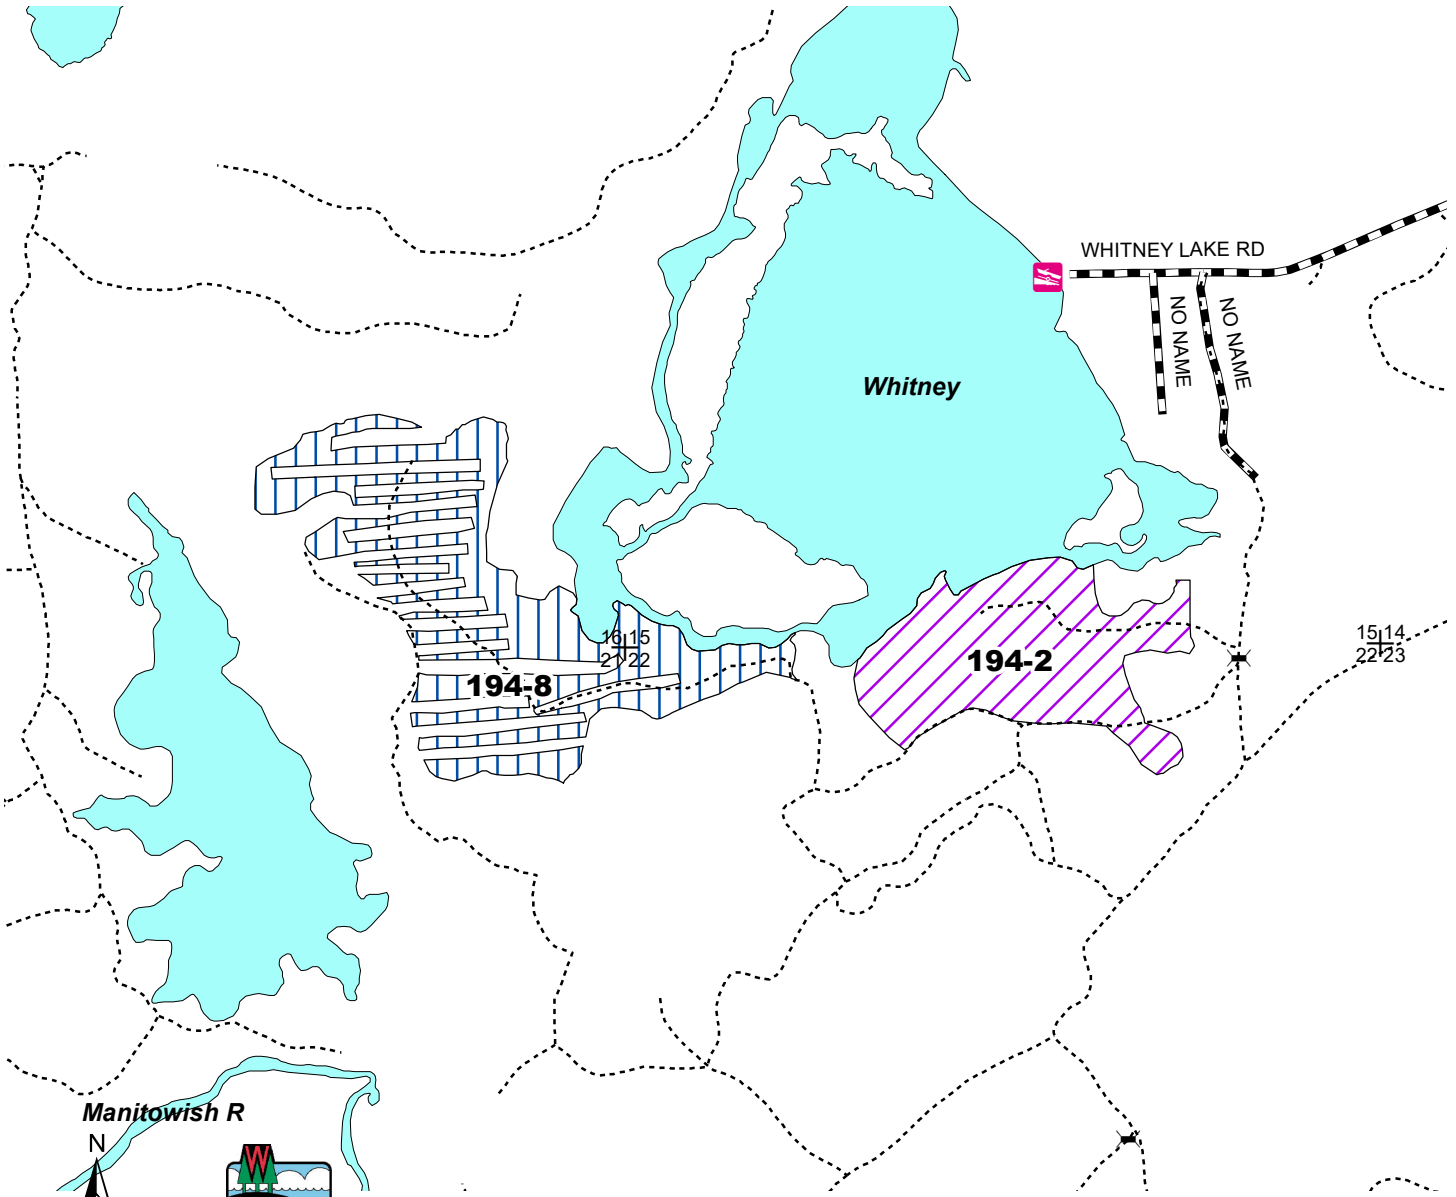 WHITNEY LAKE RD
NO NAME
NO NAME
Whitney
16 15
21 22
15 14
22 23
194-2
194-8
Manitowish R
N
W